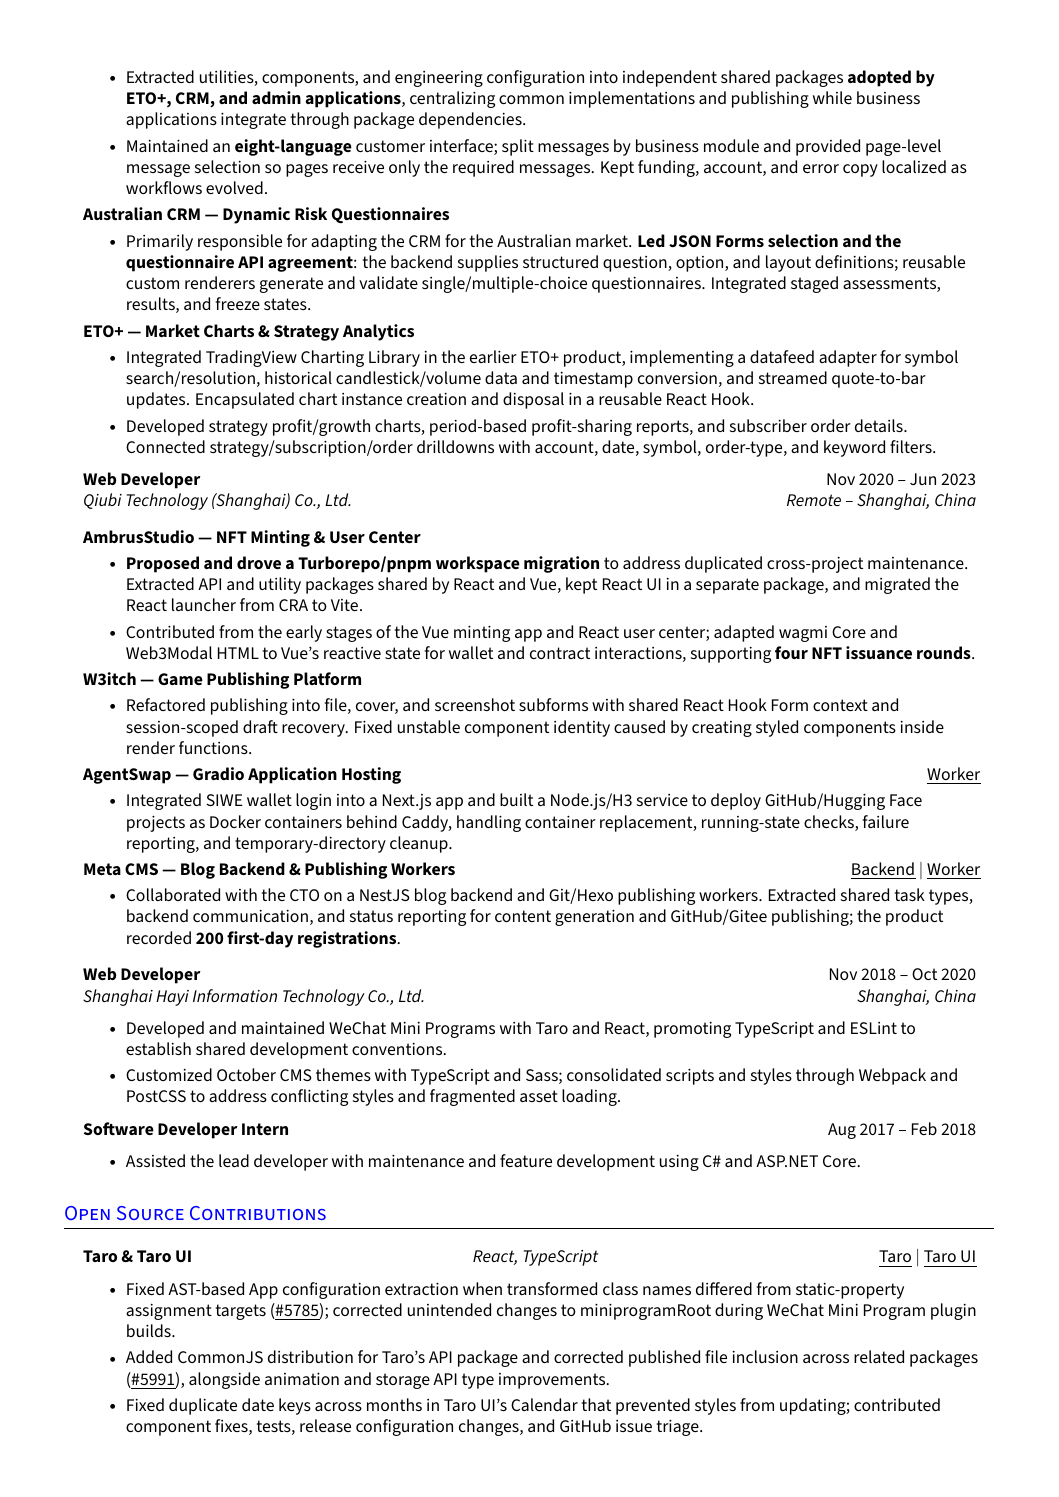 • Extracted utilities, components, and engineering configuration into independent shared packages adopted by
ETO+, CRM, and admin applications, centralizing common implementations and publishing while business
applications integrate through package dependencies.
• Maintained an eight-language customer interface; split messages by business module and provided page-level
message selection so pages receive only the required messages. Kept funding, account, and error copy localized as
workflows evolved.
Australian CRM — Dynamic Risk Questionnaires
• Primarily responsible for adapting the CRM for the Australian market. Led JSON Forms selection and the
questionnaire API agreement: the backend supplies structured question, option, and layout definitions; reusable
custom renderers generate and validate single/multiple-choice questionnaires. Integrated staged assessments,
results, and freeze states.
ETO+ — Market Charts & Strategy Analytics
• Integrated TradingView Charting Library in the earlier ETO+ product, implementing a datafeed adapter for symbol
search/resolution, historical candlestick/volume data and timestamp conversion, and streamed quote-to-bar
updates. Encapsulated chart instance creation and disposal in a reusable React Hook.
• Developed strategy profit/growth charts, period-based profit-sharing reports, and subscriber order details.
Connected strategy/subscription/order drilldowns with account, date, symbol, order-type, and keyword filters.
Web Developer Nov 2020 – Jun 2023
Qiubi Technology (Shanghai) Co., Ltd. Remote – Shanghai, China
AmbrusStudio — NFT Minting & User Center
• Proposed and drove a Turborepo/pnpm workspace migration to address duplicated cross-project maintenance.
Extracted API and utility packages shared by React and Vue, kept React UI in a separate package, and migrated the
React launcher from CRA to Vite.
• Contributed from the early stages of the Vue minting app and React user center; adapted wagmi Core and
Web3Modal HTML to Vue’s reactive state for wallet and contract interactions, supporting four NFT issuance rounds.
W3itch — Game Publishing Platform
• Refactored publishing into file, cover, and screenshot subforms with shared React Hook Form context and
session-scoped draft recovery. Fixed unstable component identity caused by creating styled components inside
render functions.
AgentSwap — Gradio Application Hosting Worker
• Integrated SIWE wallet login into a Next.js app and built a Node.js/H3 service to deploy GitHub/Hugging Face
projects as Docker containers behind Caddy, handling container replacement, running-state checks, failure
reporting, and temporary-directory cleanup.
Meta CMS — Blog Backend & Publishing Workers Backend | Worker
• Collaborated with the CTO on a NestJS blog backend and Git/Hexo publishing workers. Extracted shared task types,
backend communication, and status reporting for content generation and GitHub/Gitee publishing; the product
recorded 200 first-day registrations.
Web Developer Nov 2018 – Oct 2020
Shanghai Hayi Information Technology Co., Ltd. Shanghai, China
• Developed and maintained WeChat Mini Programs with Taro and React, promoting TypeScript and ESLint to
establish shared development conventions.
• Customized October CMS themes with TypeScript and Sass; consolidated scripts and styles through Webpack and
PostCSS to address conflicting styles and fragmented asset loading.
Software Developer Intern Aug 2017 – Feb 2018
• Assisted the lead developer with maintenance and feature development using C# and ASP.NET Core.
Open Source Contributions
Taro & Taro UI React, TypeScript Taro | Taro UI
• Fixed AST-based App configuration extraction when transformed class names differed from static-property
assignment targets (#5785); corrected unintended changes to miniprogramRoot during WeChat Mini Program plugin
builds.
• Added CommonJS distribution for Taro’s API package and corrected published file inclusion across related packages
(#5991), alongside animation and storage API type improvements.
• Fixed duplicate date keys across months in Taro UI’s Calendar that prevented styles from updating; contributed
component fixes, tests, release configuration changes, and GitHub issue triage.